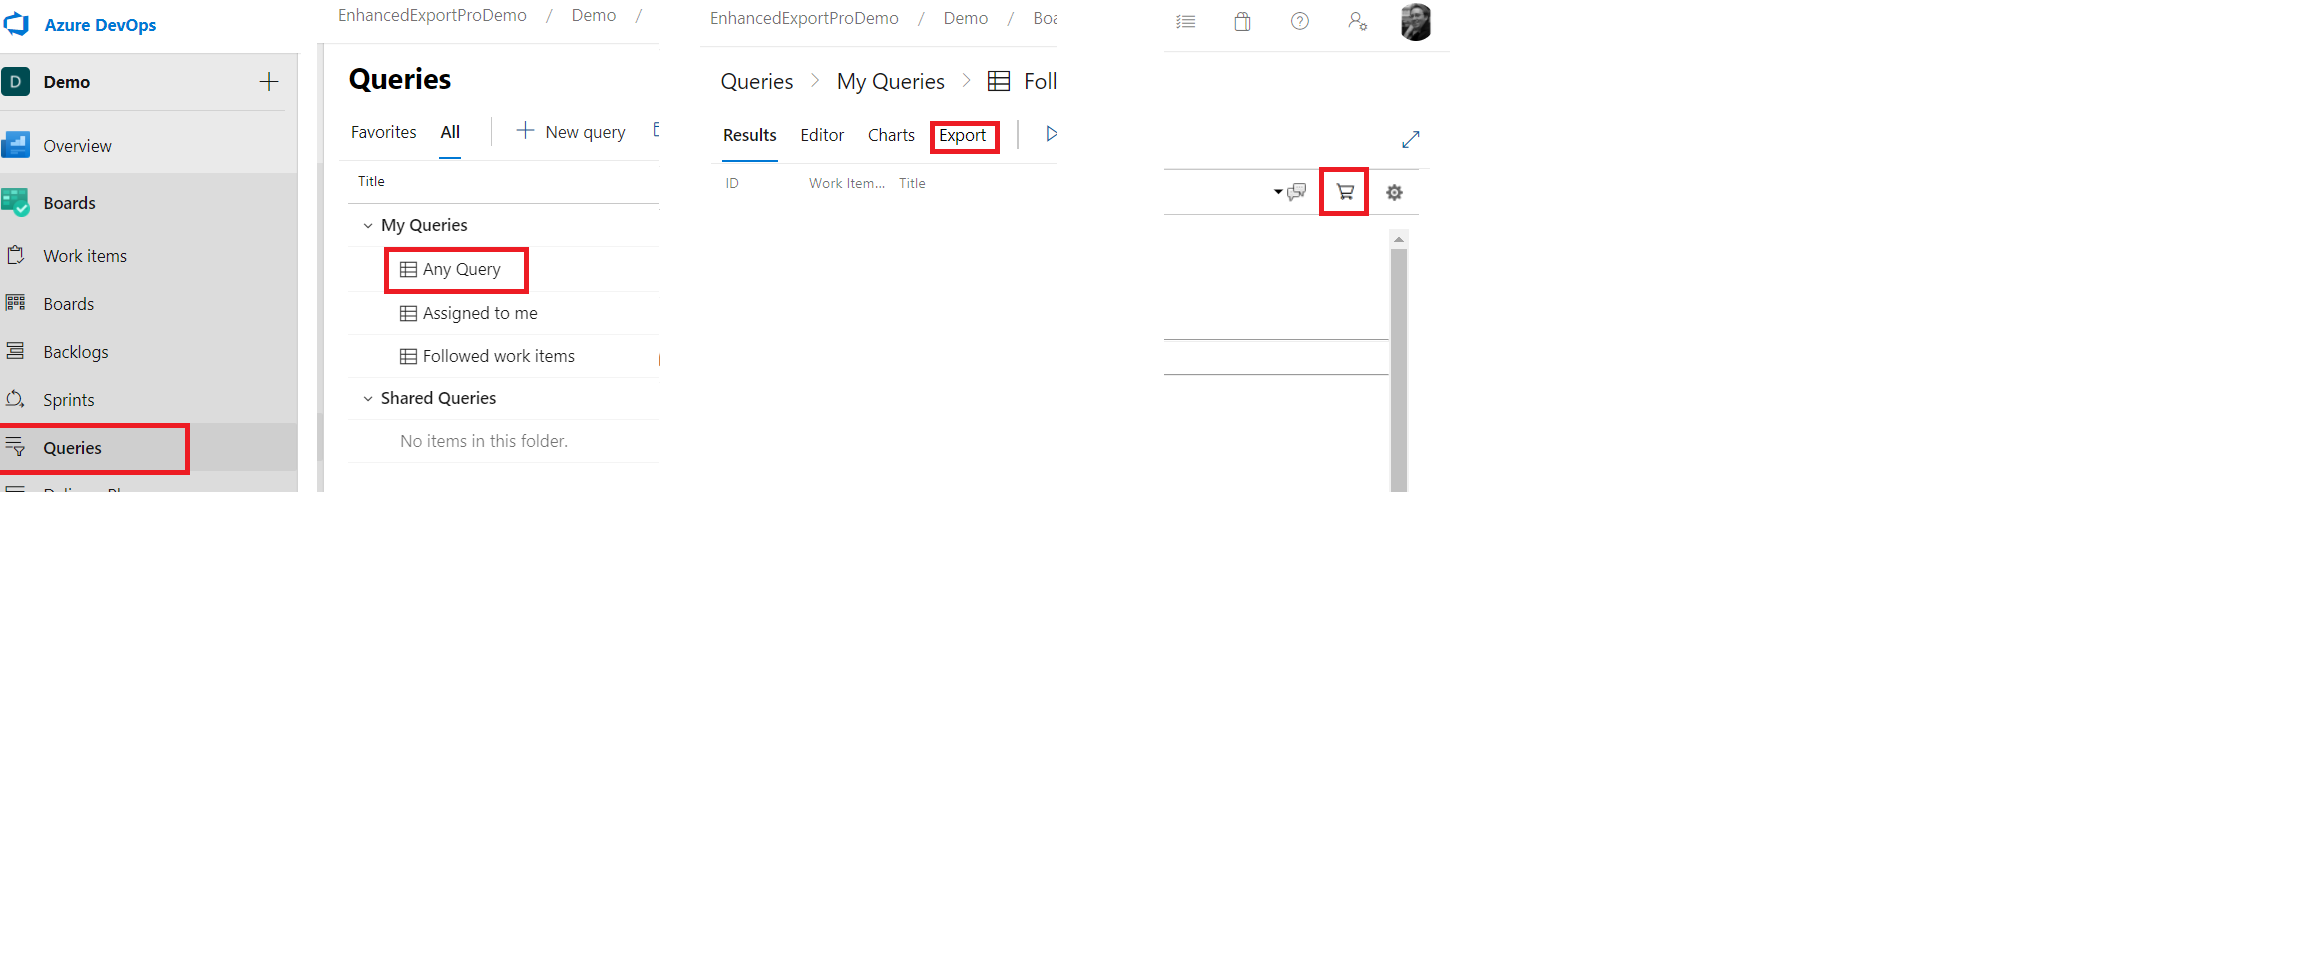 Azure DevOps
D
Demo
Overview
Boards
Work items
Boards
Backlogs
Sprints
Queries
EnhancedExportProDemo / Demo /
Queries
Favorites All New query
Title
My Queries
Any Query
Assigned to me
Followed work items
Shared Queries
No items in this folder.
EnhancedExportProDemo / Demo / Boa
Queries > My Queries > Foll
Results Editor Charts Export
ID Work Item... Title